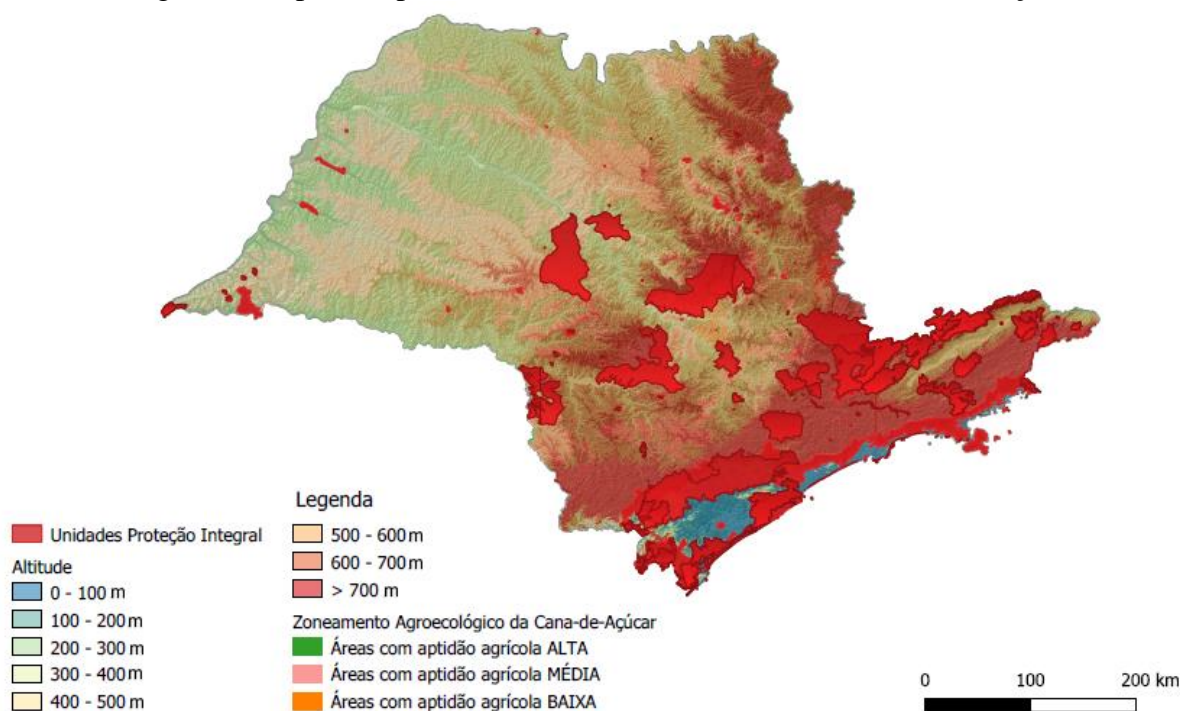 Legenda
Unidades Proteção Integral
Altitude
0 - 100 m
100 - 200 m
200 - 300 m
300 - 400 m
400 - 500 m
500 - 600 m
600 - 700 m
> 700 m
Zoneamento Agroecológico da Cana-de-Açúcar
Áreas com aptidão agrícola ALTA
Áreas com aptidão agrícola MÉDIA
Áreas com aptidão agrícola BAIXA
0 100 200 km